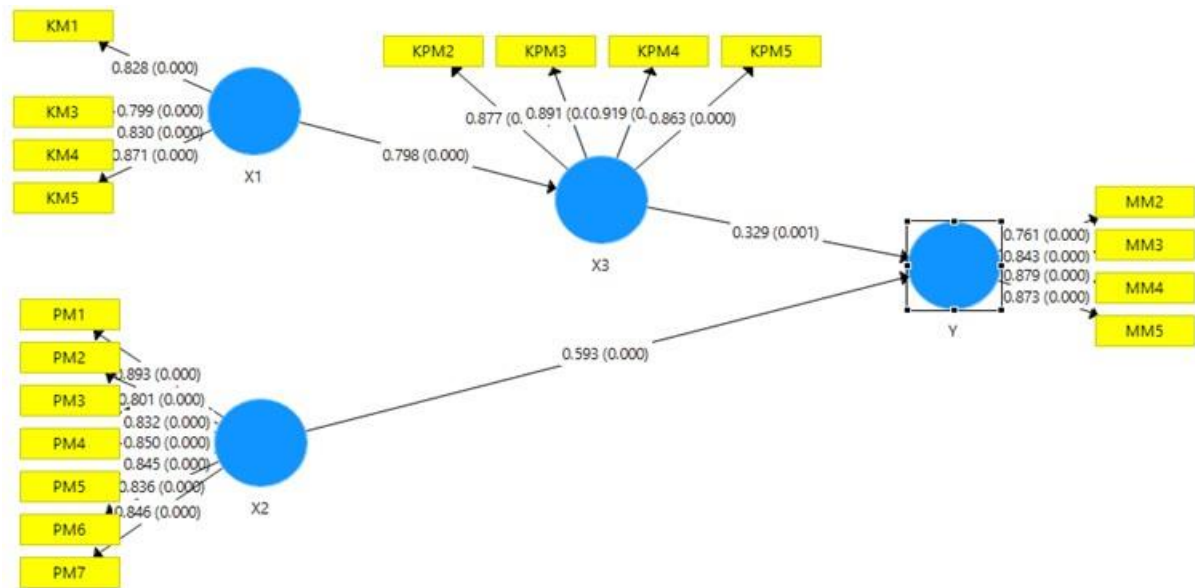 KM1
0.828 (0.000)
KM3
0.799 (0.000)
0.830 (0.000)
KM4
0.871 (0.000)
KM5
X1
0.798 (0.000)
KPM2
KPM3
KPM4
KPM5
0.877 (0.
0.891 (0.(
0.919 (0.
0.863 (0.000)
X3
0.329 (0.001)
MM2
0.761 (0.000)
MM3
0.843 (0.000)
0.879 (0.000)
MM4
0.873 (0.000)
MM5
Y
0.593 (0.000)
PM1
PM2
0.893 (0.000)
PM3
0.801 (0.000)
0.832 (0.000)
PM4
0.850 (0.000)
0.845 (0.000)
PM5
0.836 (0.000)
0.846 (0.000)
PM6
PM7
X2